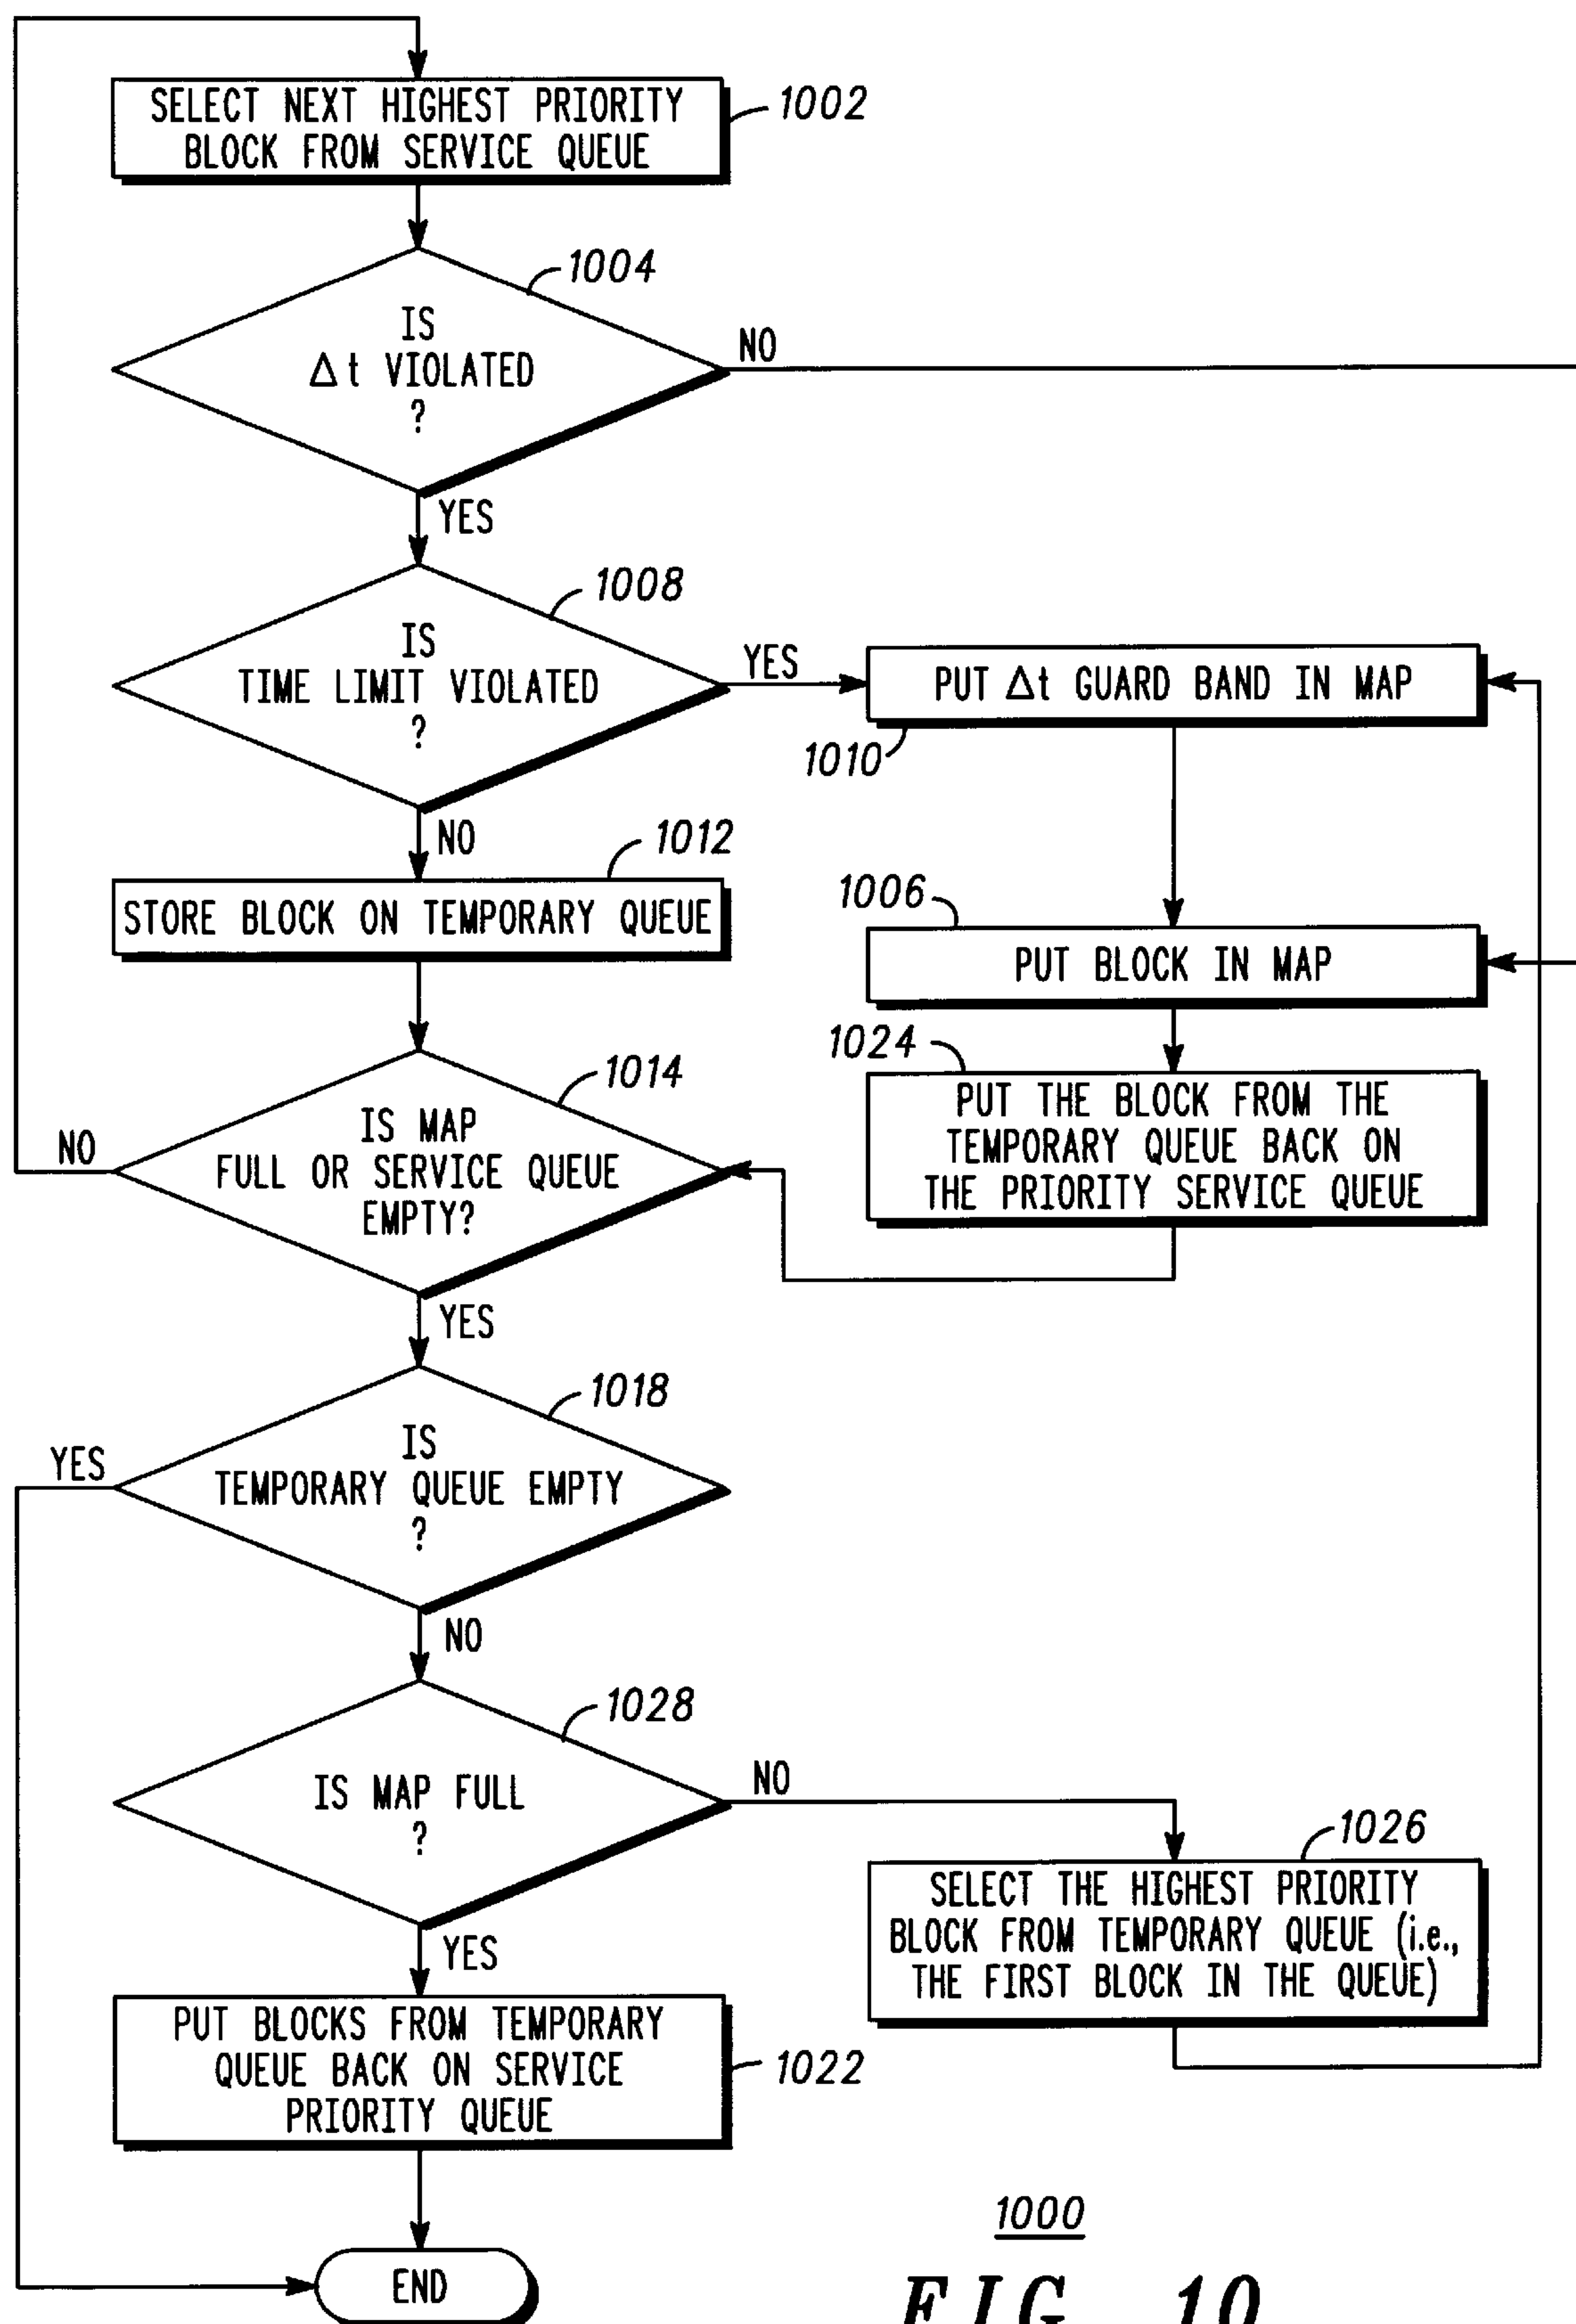 SELECT NEXT HIGHEST PRIORITY
BLOCK FROM SERVICE QUEUE
1002
1004
IS
Δt VIOLATED
?
NO
YES
1008
IS
TIME LIMIT VIOLATED
?
YES
PUT Δt GUARD BAND IN MAP
1010
NO
1012
STORE BLOCK ON TEMPORARY QUEUE
1006
PUT BLOCK IN MAP
1024
PUT THE BLOCK FROM THE
TEMPORARY QUEUE BACK ON
THE PRIORITY SERVICE QUEUE
1014
IS MAP
FULL OR SERVICE QUEUE
EMPTY?
NO
YES
1018
IS
TEMPORARY QUEUE EMPTY
?
YES
NO
1028
IS MAP FULL
?
NO
1026
SELECT THE HIGHEST PRIORITY
BLOCK FROM TEMPORARY QUEUE (i.e.,
THE FIRST BLOCK IN THE QUEUE)
YES
PUT BLOCKS FROM TEMPORARY
QUEUE BACK ON SERVICE
PRIORITY QUEUE
1022
END
1000
FIG. 10